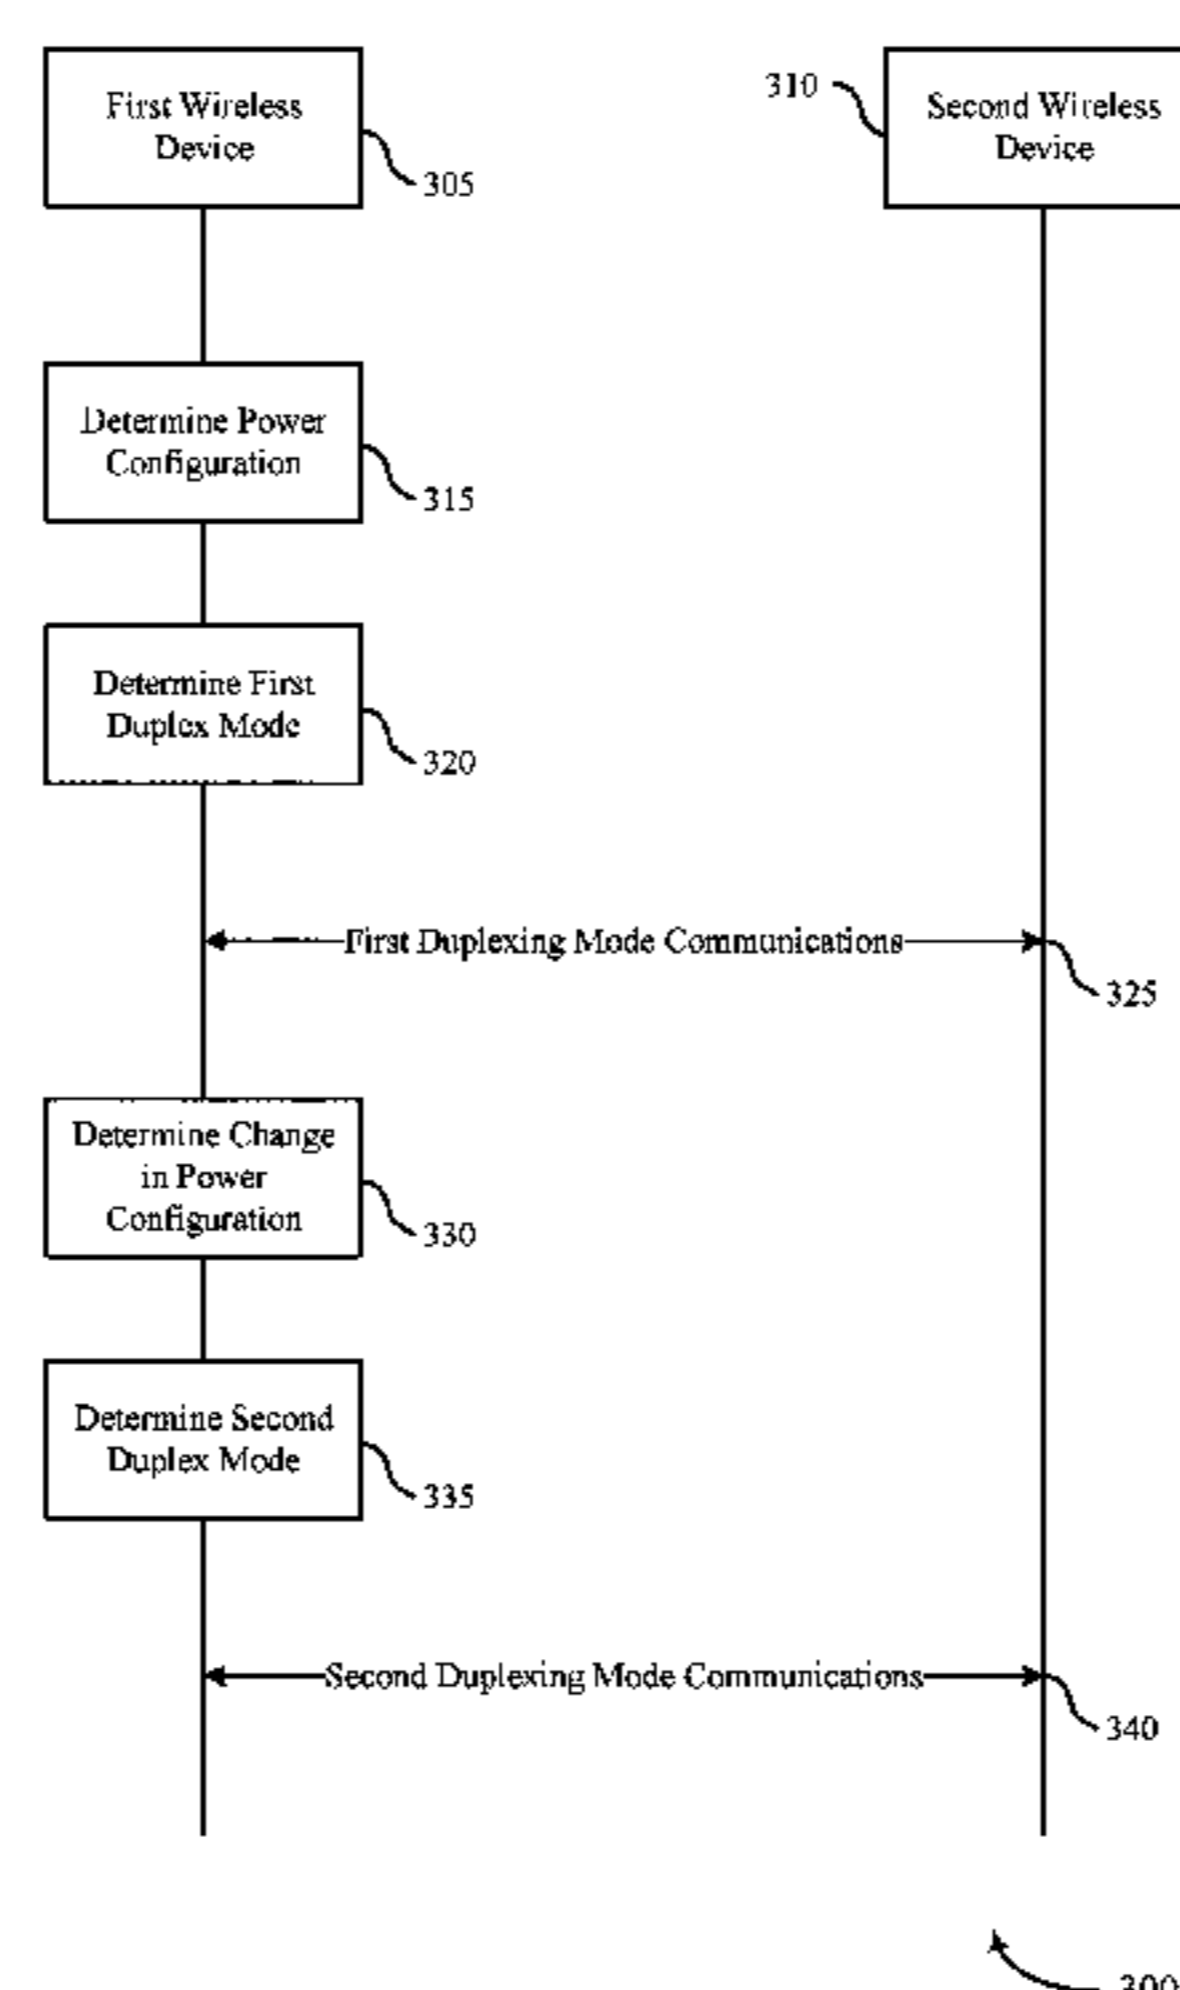 First Wireless
Device
305
310
Second Wireless
Device
Determine Power
Configuration
315
Determine First
Duplex Mode
320
First Duplexing Mode Communications
325
Determine Change
in Power
Configuration
330
Determine Second
Duplex Mode
335
Second Duplexing Mode Communications
340
300